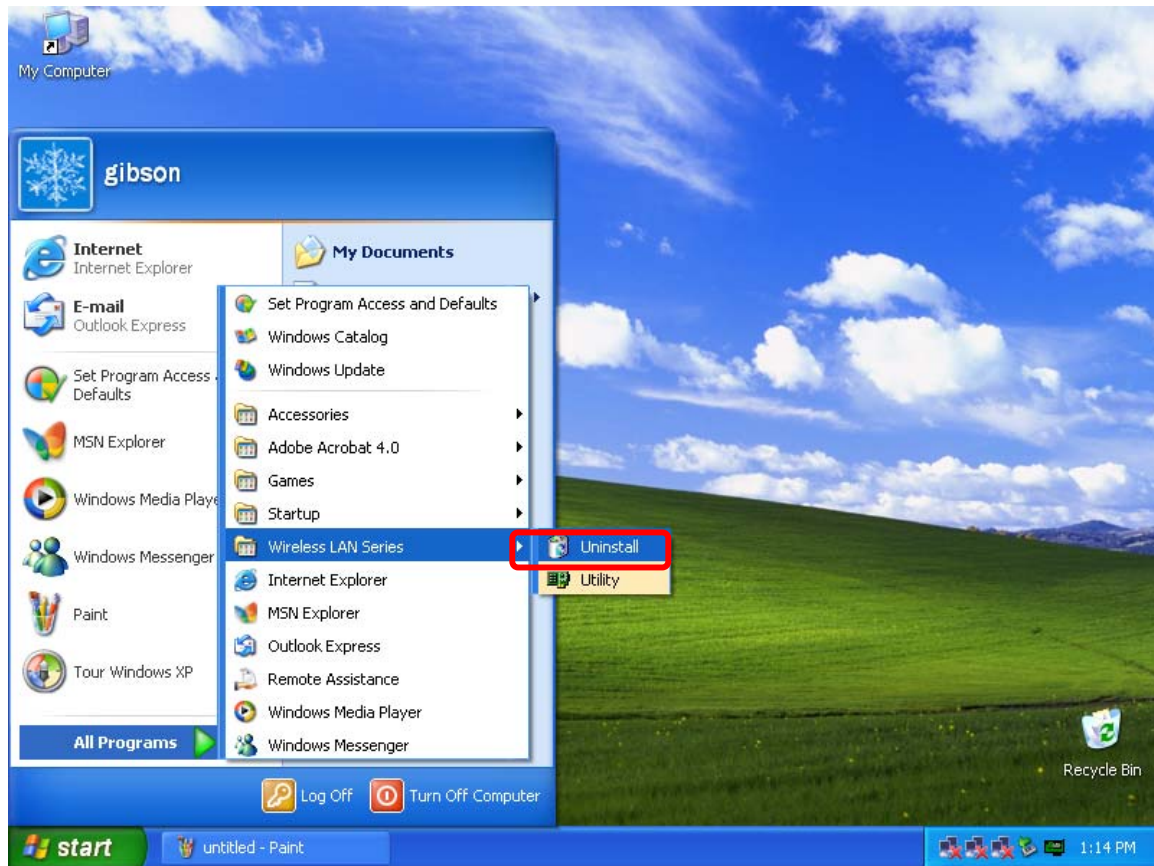 My Computer
gibson
Internet
Internet Explorer
E-mail
Outlook Express
Set Program Access
Defaults
MSN Explorer
Windows Media Playe
Windows Messenger
Paint
Tour Windows XP
All Programs
My Documents
Set Program Access and Defaults
Windows Catalog
Windows Update
Accessories
Adobe Acrobat 4.0
Games
Startup
Wireless LAN Series
Internet Explorer
MSN Explorer
Outlook Express
Remote Assistance
Windows Media Player
Windows Messenger
Uninstall
Utility
Log Off
Turn Off Computer
Recycle Bin
start
untitled - Paint
1:14 PM